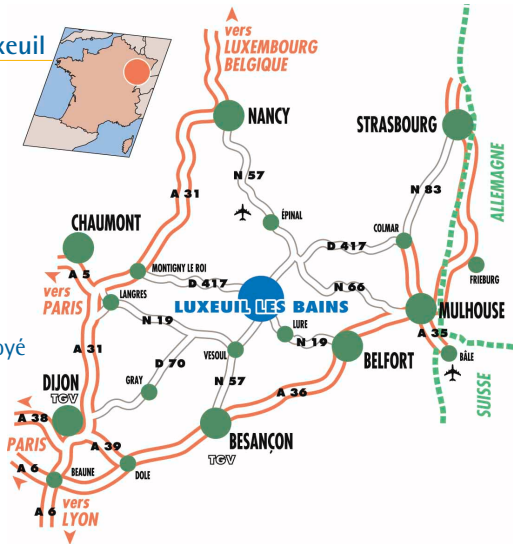 xeuil
vers
LUXEMBOURG
BELGIQUE
NANCY
STRASBOURG
N 57
A 31
N 83
ALLEMAGNE
ÉPINAL
CHAUMONT
COLMAR
D 417
A 5
MONTIGNY LE ROI
D 417
N 66
FRIEBURG
vers
PARIS
LANGRES
LUXEUIL LES BAINS
MULHOUSE
N 19
LURE
A 35
A 31
oyé
VESOUL
N 19
BELFORT
BÂLE
D 70
DIJON
TGV
GRAY
N 57
A 36
SUISSE
A 38
PARIS
A 39
BESANÇON
TGV
A 6
BEAUNE
DOLE
vers
LYON
A 6